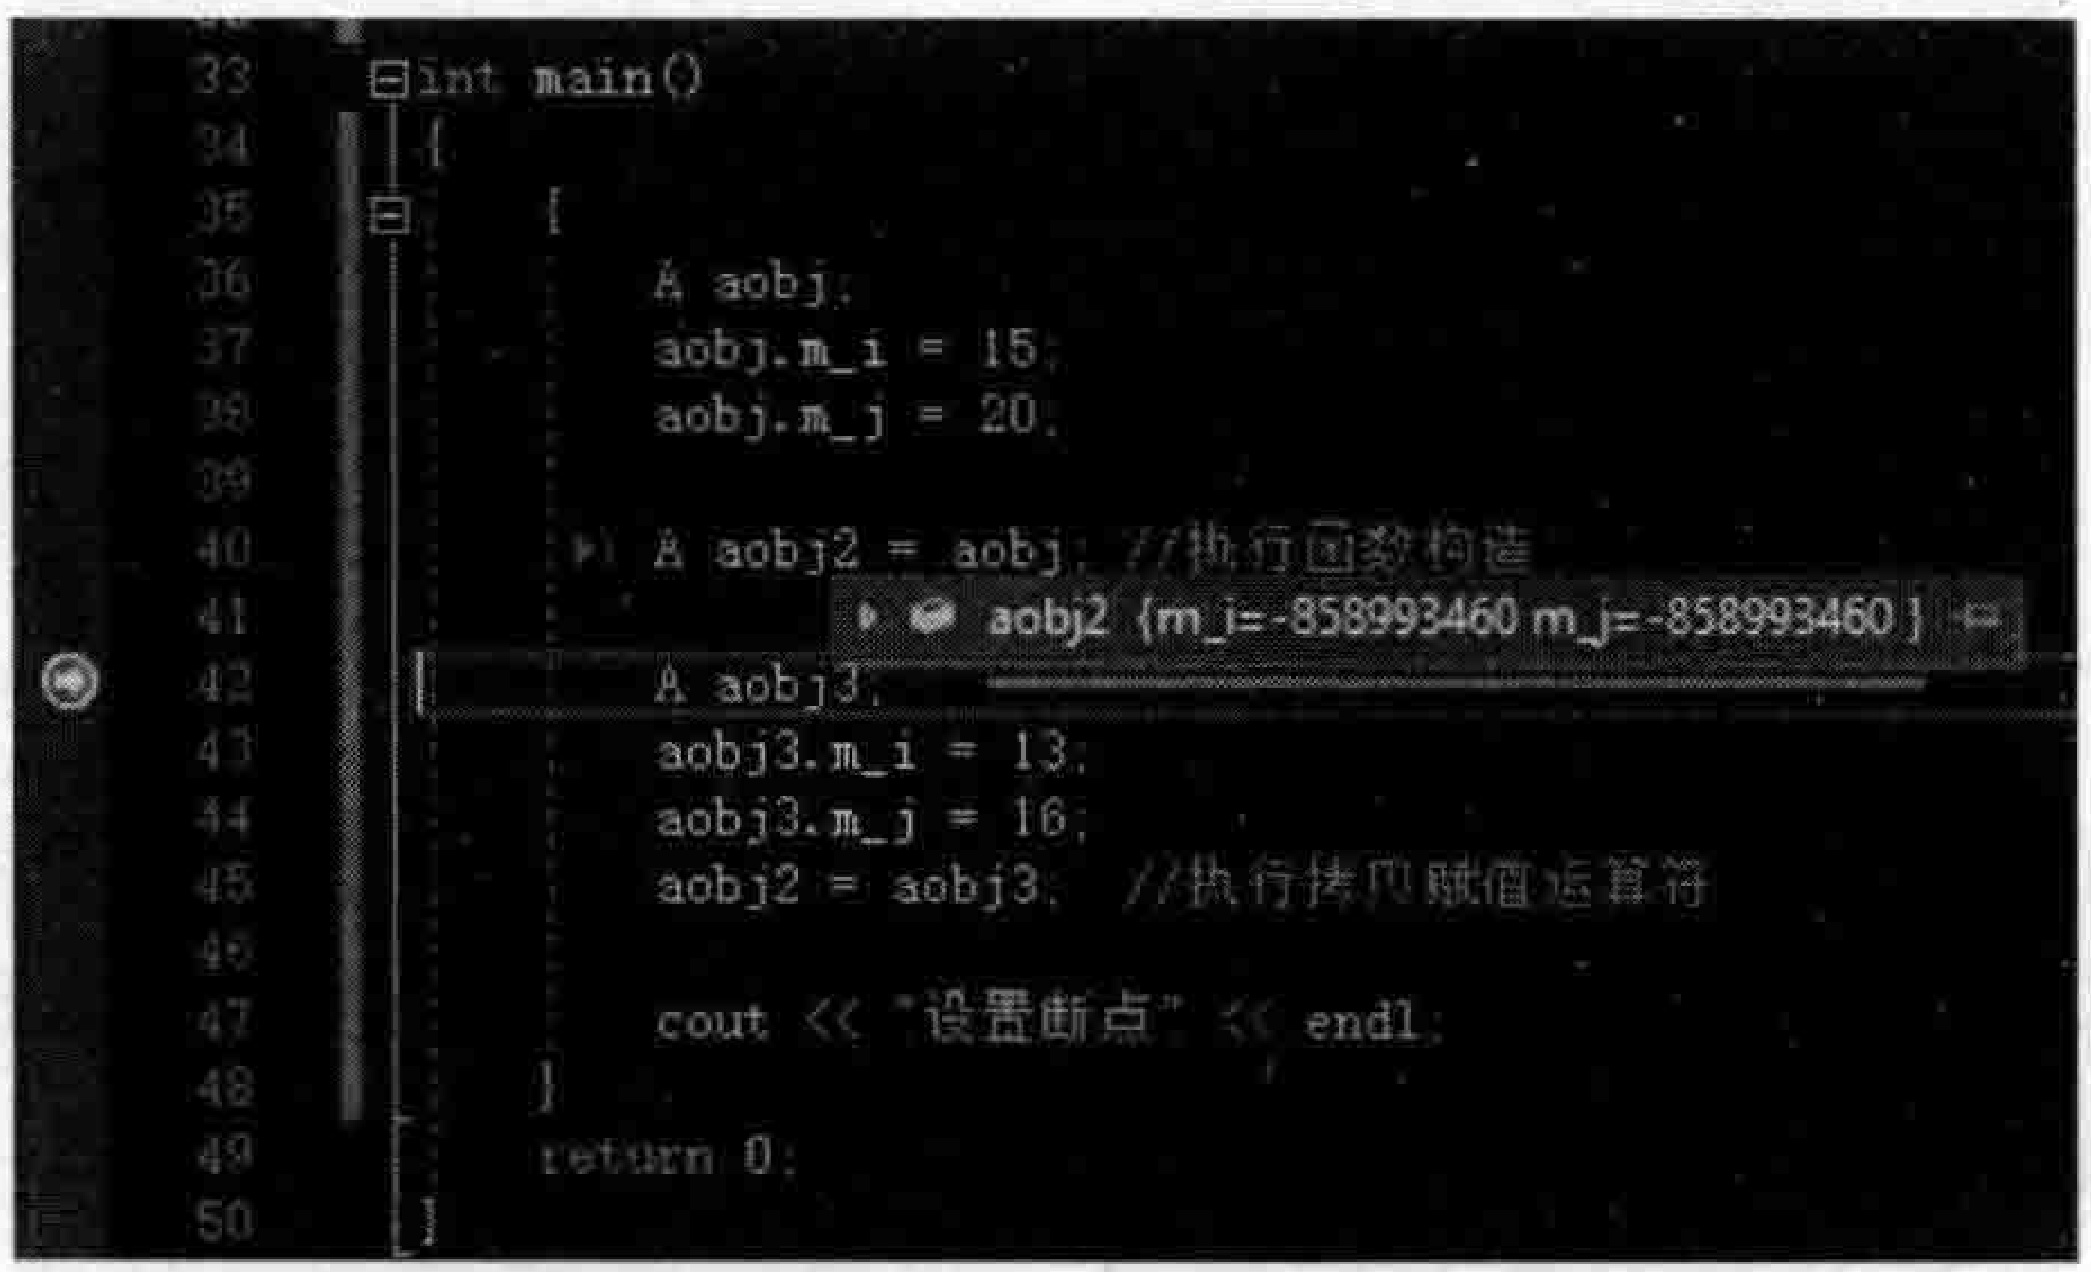 33 int main()
34 {
35 {
36 A aobj;
37 aobj.m_i = 15;
38 aobj.m_j = 20;
39
40 A aobj2 = aobj; //执行函数构造
41 aobj2 {m_i=-858993460 m_j=-858993460 }
42 A aobj3;
43 aobj3.m_i = 13;
44 aobj3.m_j = 16;
45 aobj2 = aobj3; //执行拷贝赋值运算符
46
47 cout << "设置断点" << endl;
48 }
49 return 0;
50 }